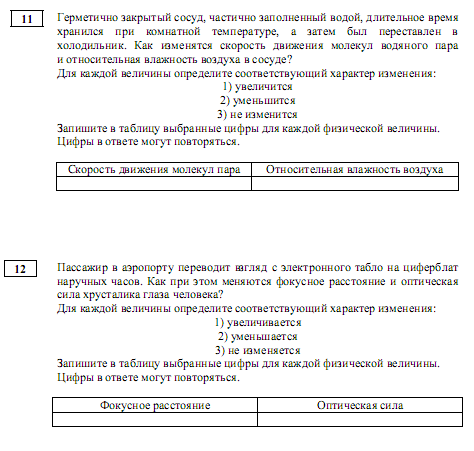 11
Герметично закрытый сосуд, частично заполненный водой, длительное время
хранился при комнатной температуре, а затем был переставлен в
холодильник. Как изменятся скорость движения молекул водяного пара
и относительная влажность воздуха в сосуде?
Для каждой величины определите соответствующий характер изменения:
1) увеличится
2) уменьшится
3) не изменится
Запишите в таблицу выбранные цифры для каждой физической величины.
Цифры в ответе могут повторяться.
Скорость движения молекул пара Относительная влажность воздуха
12
Пассажир в аэропорту переводит взгляд с электронного табло на циферблат
наручных часов. Как при этом меняются фокусное расстояние и оптическая
сила хрусталика глаза человека?
Для каждой величины определите соответствующий характер изменения:
1) увеличивается
2) уменьшается
3) не изменяется
Запишите в таблицу выбранные цифры для каждой физической величины.
Цифры в ответе могут повторяться.
Фокусное расстояние Оптическая сила